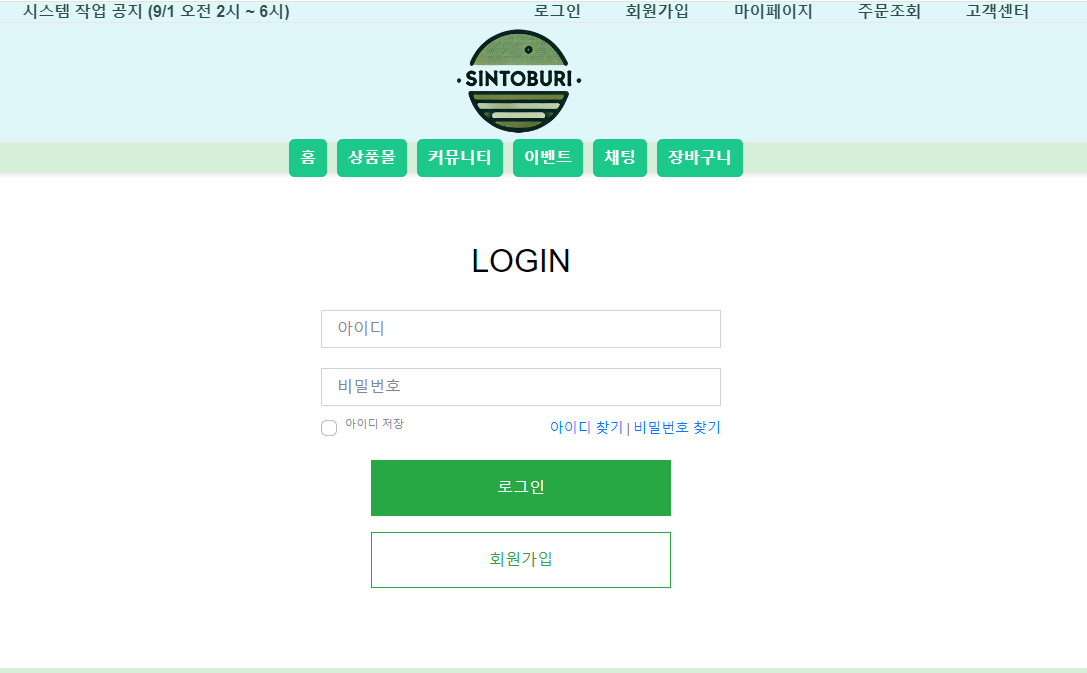 시스템 작업 공지 (9/1 오전 2시 ~ 6시) 로그인 회원가입 마이페이지 주문조회 고객센터
· SINTOBURI ·
홈 상품몰 커뮤니티 이벤트 채팅 장바구니
LOGIN
아이디
비밀번호
아이디 저장 아이디 찾기 | 비밀번호 찾기
로그인
회원가입